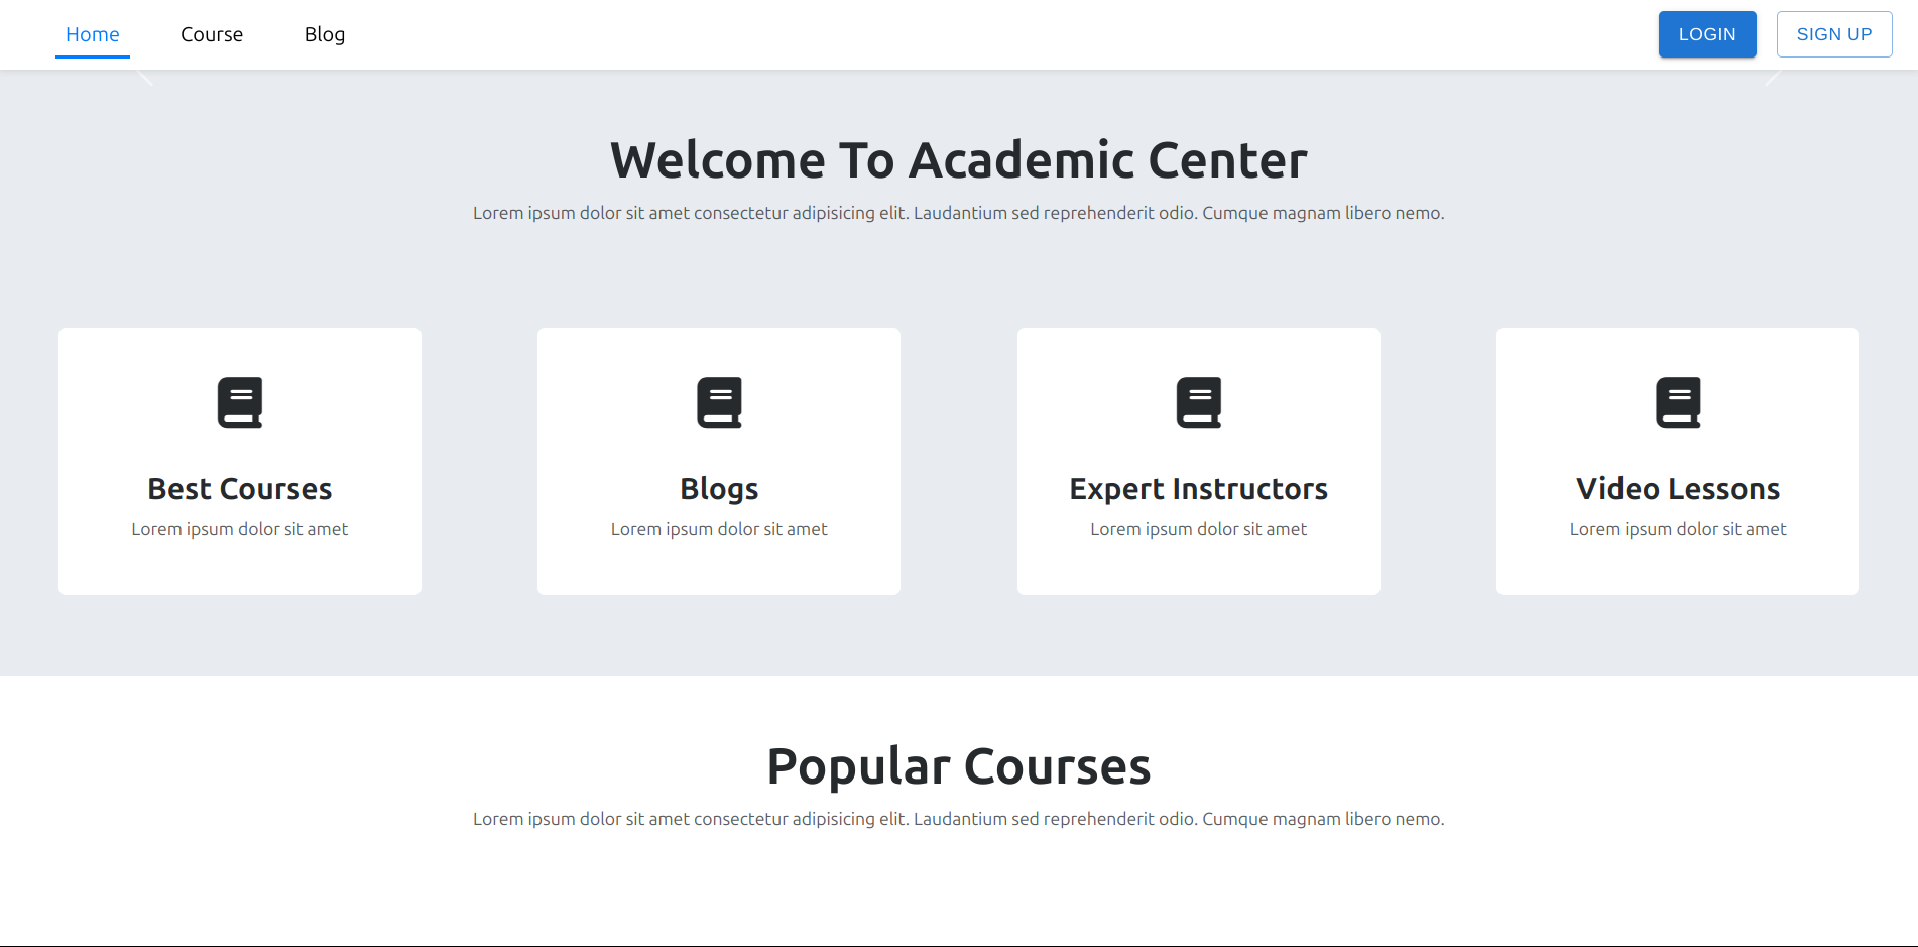 Home Course Blog LOGIN SIGN UP
Welcome To Academic Center
Lorem ipsum dolor sit amet consectetur adipisicing elit. Laudantium sed reprehenderit odio. Cumque magnam libero nemo.
Best Courses
Lorem ipsum dolor sit amet
Blogs
Lorem ipsum dolor sit amet
Expert Instructors
Lorem ipsum dolor sit amet
Video Lessons
Lorem ipsum dolor sit amet
Popular Courses
Lorem ipsum dolor sit amet consectetur adipisicing elit. Laudantium sed reprehenderit odio. Cumque magnam libero nemo.